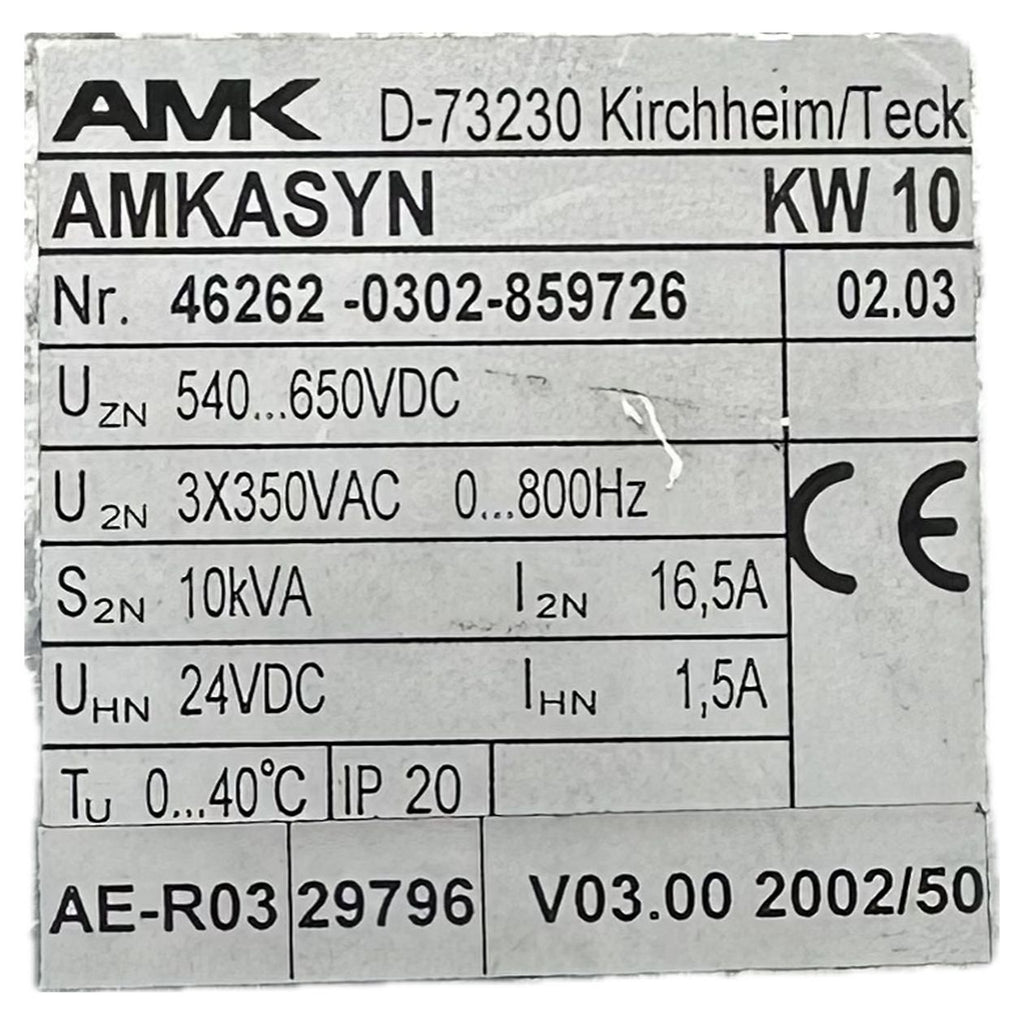 AMK D-73230 Kirchheim/Teck
AMKASYN KW 10
Nr. 46262 -0302-859726 02.03
UZN 540...650VDC
U2N 3X350VAC 0...800Hz
CE
S2N 10kVA I2N 16,5A
UHN 24VDC IHN 1,5A
TU 0...40°C IP 20
AE-R03 29796 V03.00 2002/50